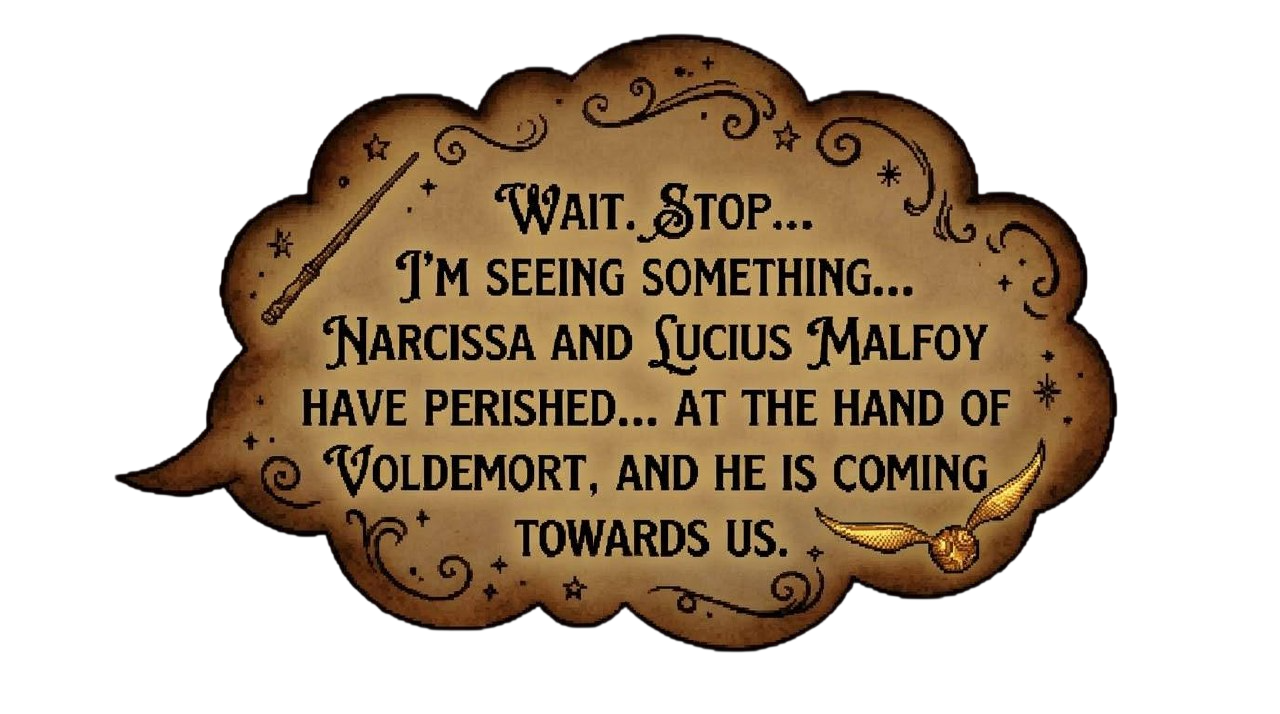 Wait. Stop...
I'm seeing something...
Narcissa and Lucius Malfoy
have perished... at the hand of
Voldemort, and he is coming
towards us.